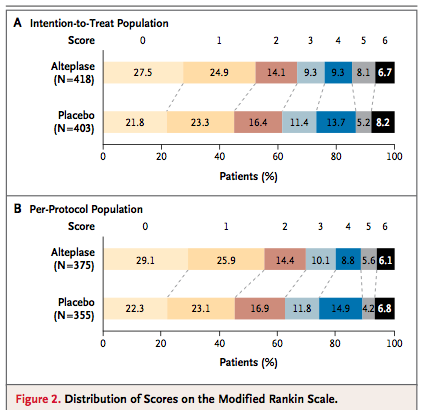 A Intention-to-Treat Population
Score 0 1 2 3 4 5 6
Alteplase
(N=418)
27.5 24.9 14.1 9.3 9.3 8.1 6.7
Placebo
(N=403)
21.8 23.3 16.4 11.4 13.7 5.2 8.2
0 20 40 60 80 100
Patients (%)
B Per-Protocol Population
Score 0 1 2 3 4 5 6
Alteplase
(N=375)
29.1 25.9 14.4 10.1 8.8 5.6 6.1
Placebo
(N=355)
22.3 23.1 16.9 11.8 14.9 4.2 6.8
0 20 40 60 80 100
Patients (%)
Figure 2. Distribution of Scores on the Modified Rankin Scale.